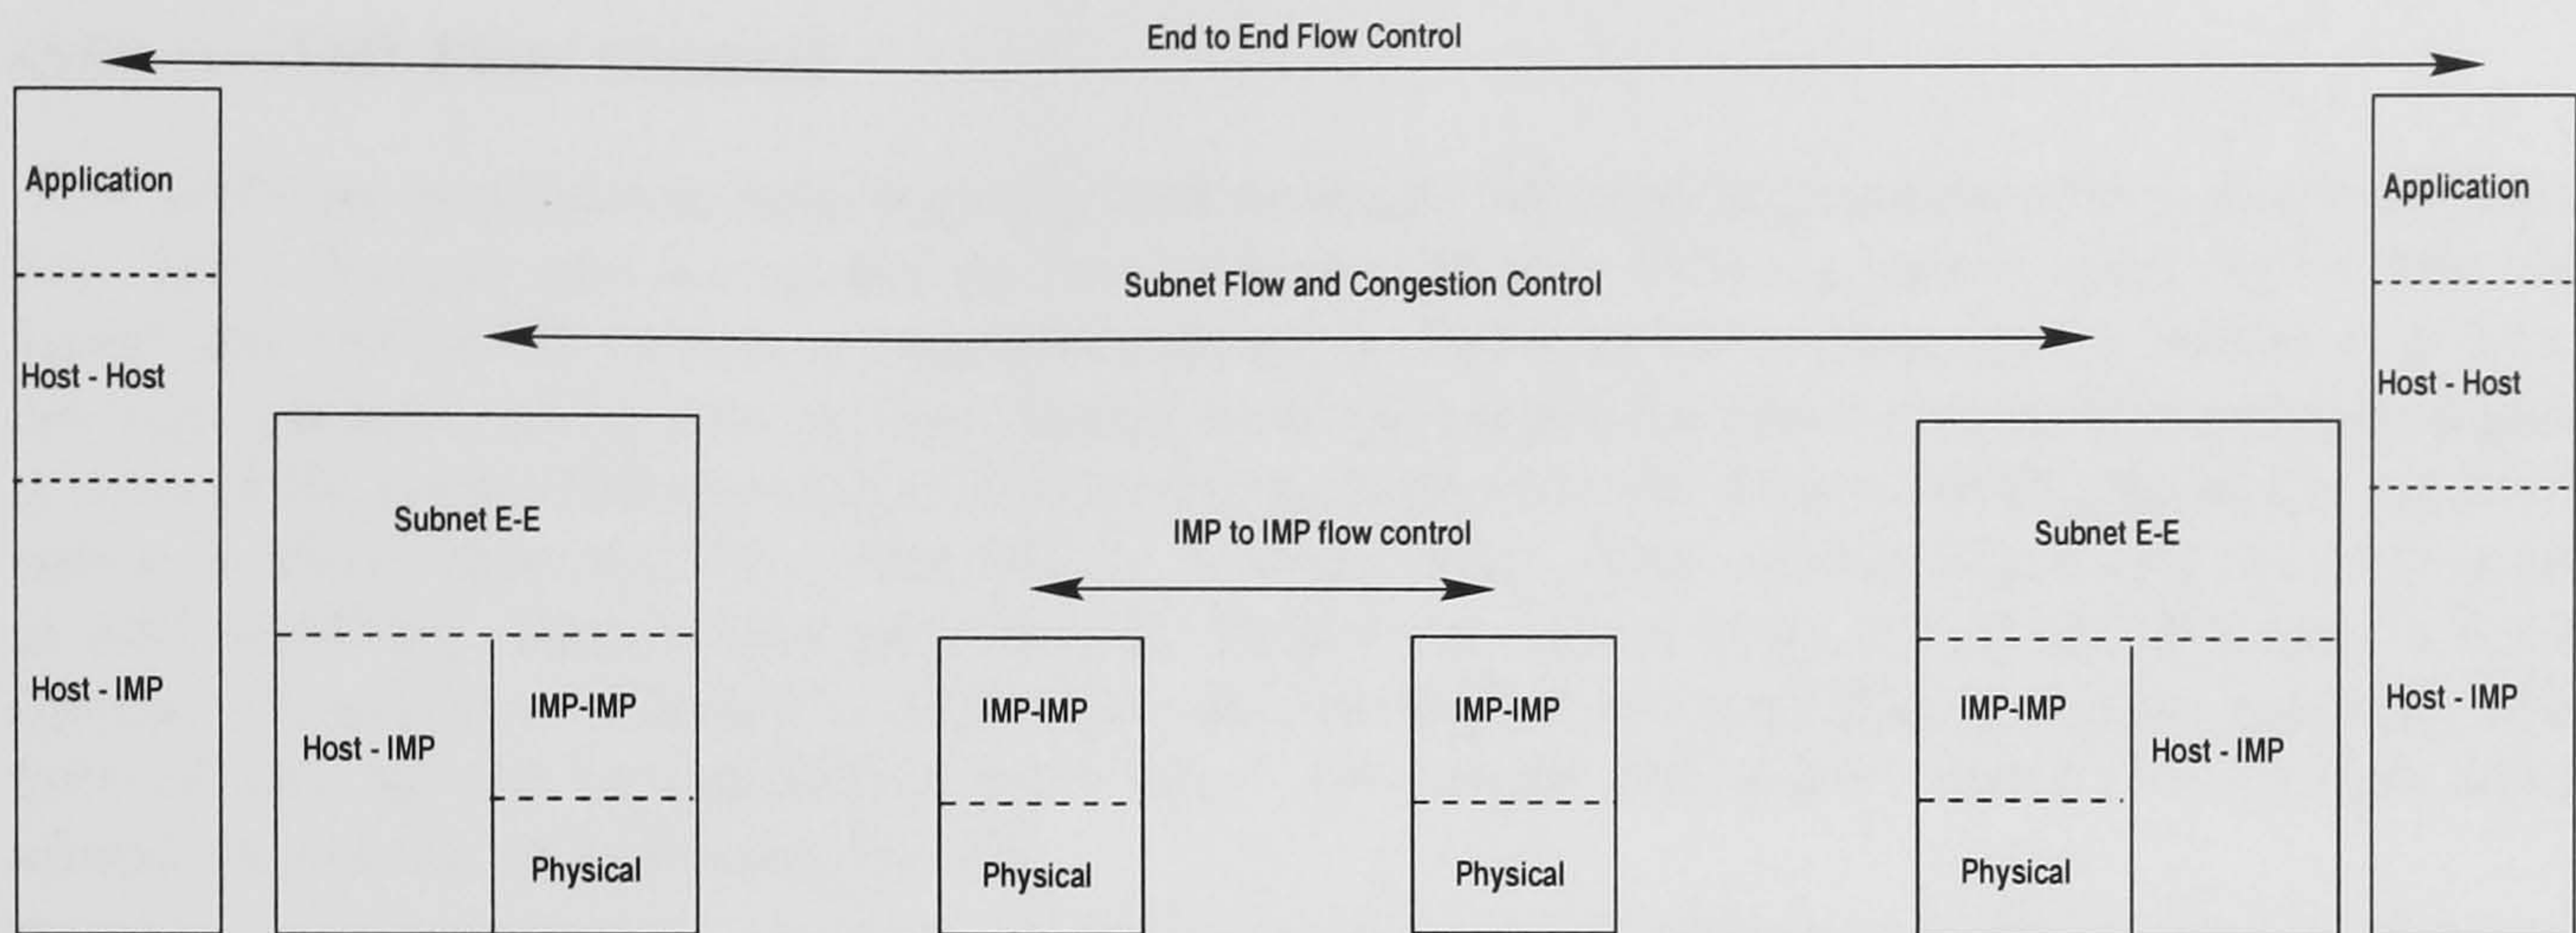 End to End Flow Control
Application
Application
Subnet Flow and Congestion Control
Host - Host
Host - Host
Subnet E-E
IMP to IMP flow control
Subnet E-E
Host - IMP
IMP-IMP
IMP-IMP
IMP-IMP
IMP-IMP
Host - IMP
Host - IMP
Host - IMP
Physical
Physical
Physical
Physical